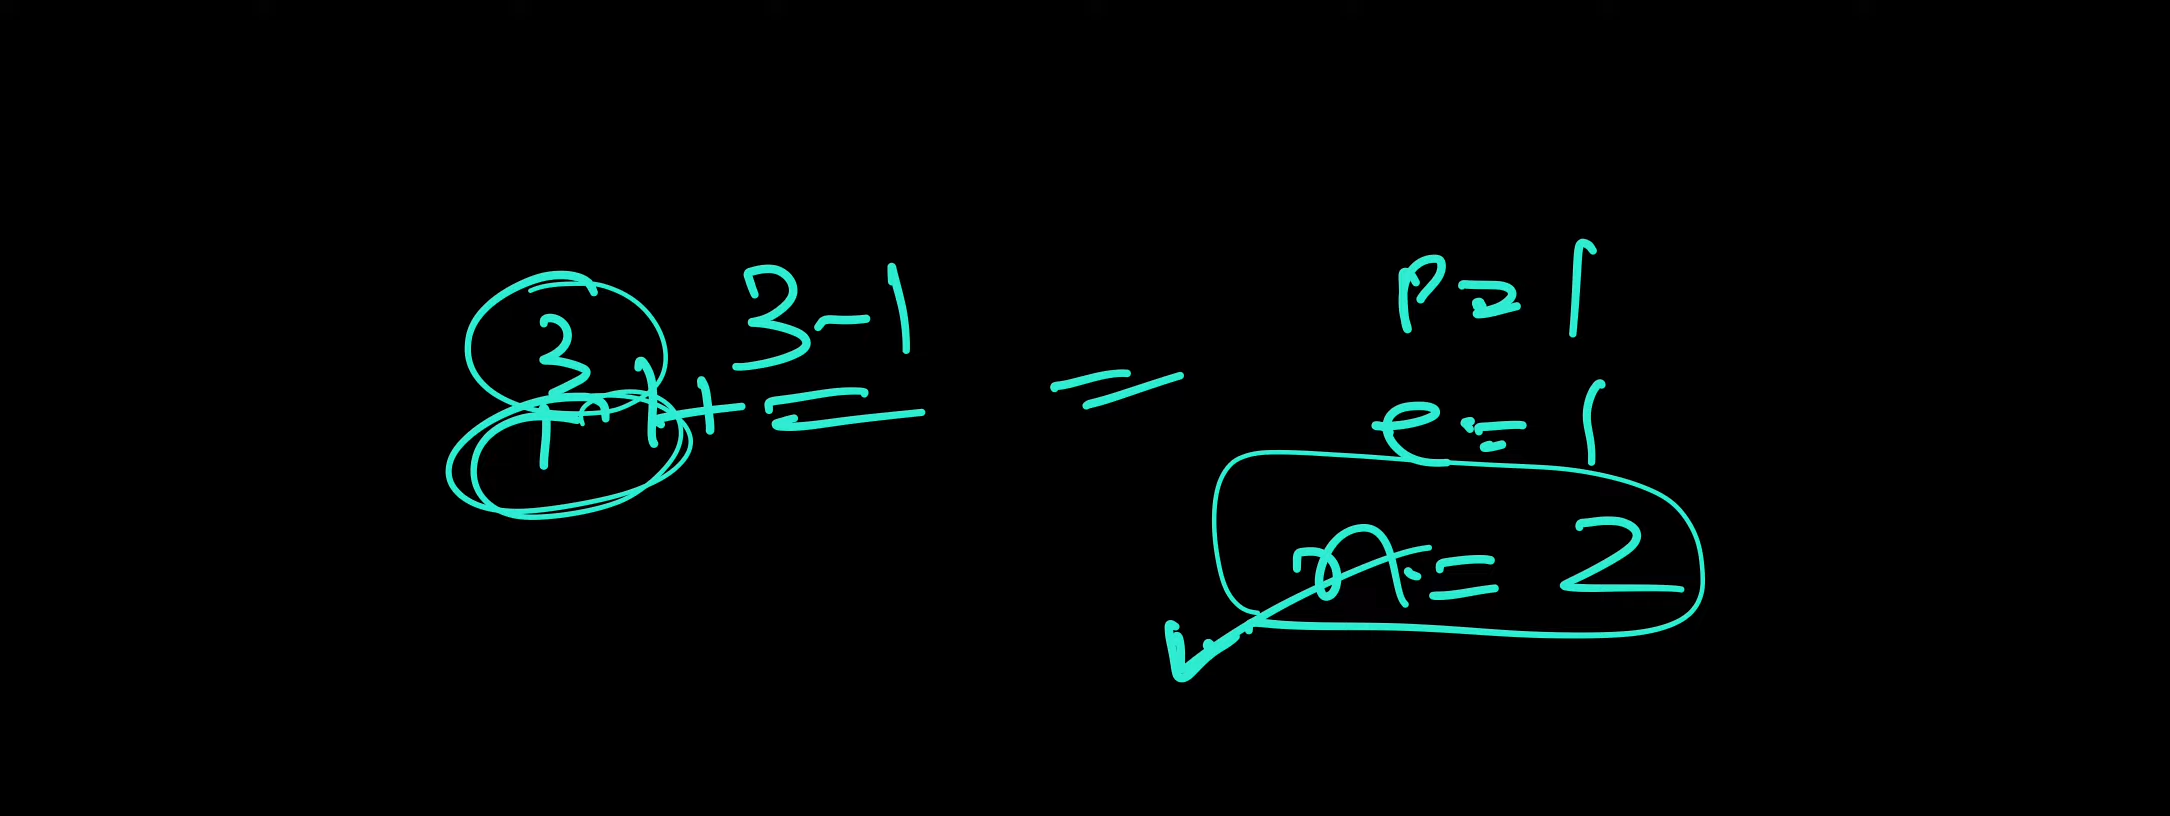 3 H + 3-1 = P = 1
1 e = 1
n = 2